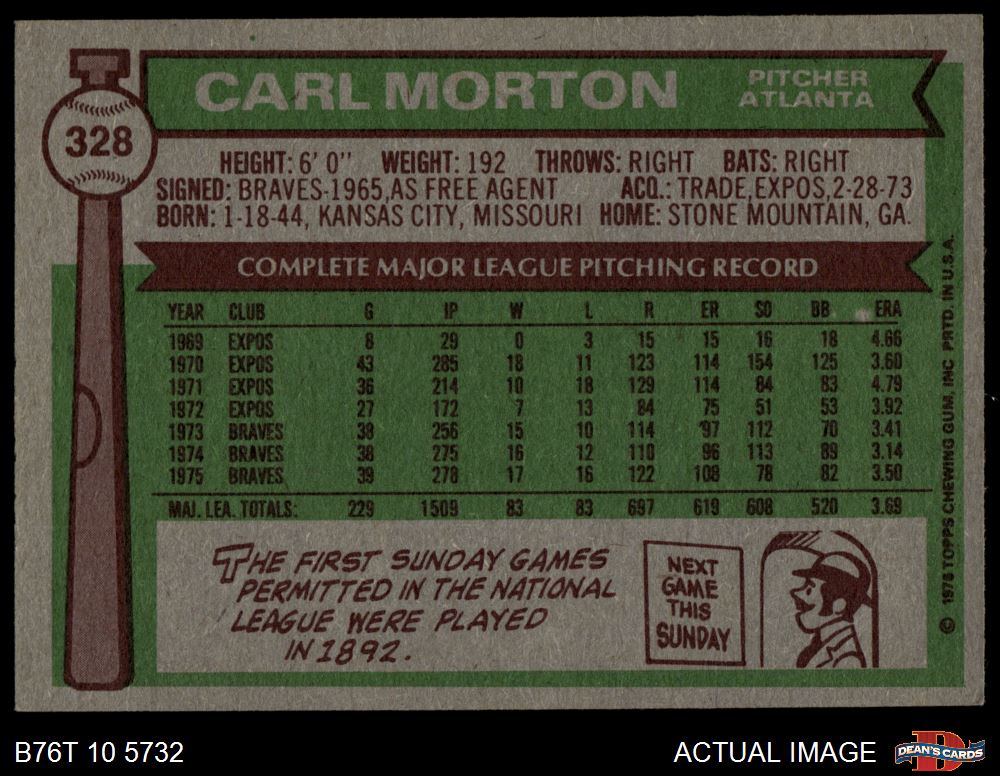 CARL MORTON
PITCHER
ATLANTA
328
HEIGHT: 6' 0" WEIGHT: 192 THROWS: RIGHT BATS: RIGHT
SIGNED: BRAVES-1965, AS FREE AGENT ACQ.: TRADE, EXPOS, 2-28-73
BORN: 1-18-44, KANSAS CITY, MISSOURI HOME: STONE MOUNTAIN, GA.
COMPLETE MAJOR LEAGUE PITCHING RECORD
YEAR CLUB G IP W L R ER SO BB ERA
1969 EXPOS 8 29 0 3 15 15 16 18 4.66
1970 EXPOS 43 285 18 11 123 114 154 125 3.60
1971 EXPOS 36 214 10 18 129 114 84 83 4.79
1972 EXPOS 27 172 7 13 84 75 51 53 3.92
1973 BRAVES 38 256 15 10 114 97 112 70 3.41
1974 BRAVES 38 275 16 12 110 96 113 89 3.14
1975 BRAVES 39 278 17 16 122 108 78 82 3.50
MAJ. LEA. TOTALS: 229 1509 83 83 697 619 608 520 3.69
THE FIRST SUNDAY GAMES
PERMITTED IN THE NATIONAL
LEAGUE WERE PLAYED
IN 1892.
NEXT
GAME
THIS
SUNDAY
© 1976 TOPPS CHEWING GUM, INC PRTD. IN U.S.A.
B76T 10 5732
ACTUAL IMAGE
DEAN'S CARDS